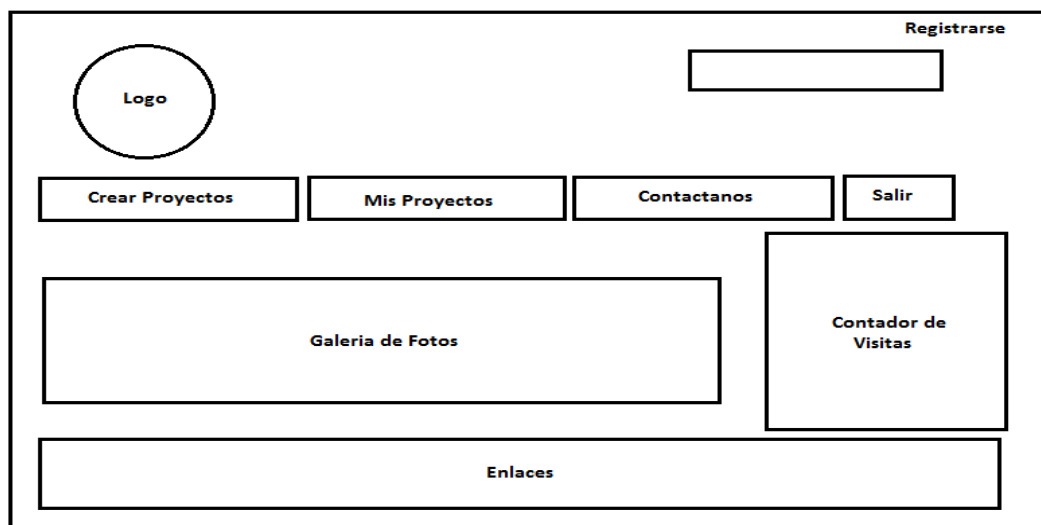 Registrarse
Logo
Crear Proyectos
Mis Proyectos
Contactanos
Salir
Galeria de Fotos
Contador de
Visitas
Enlaces